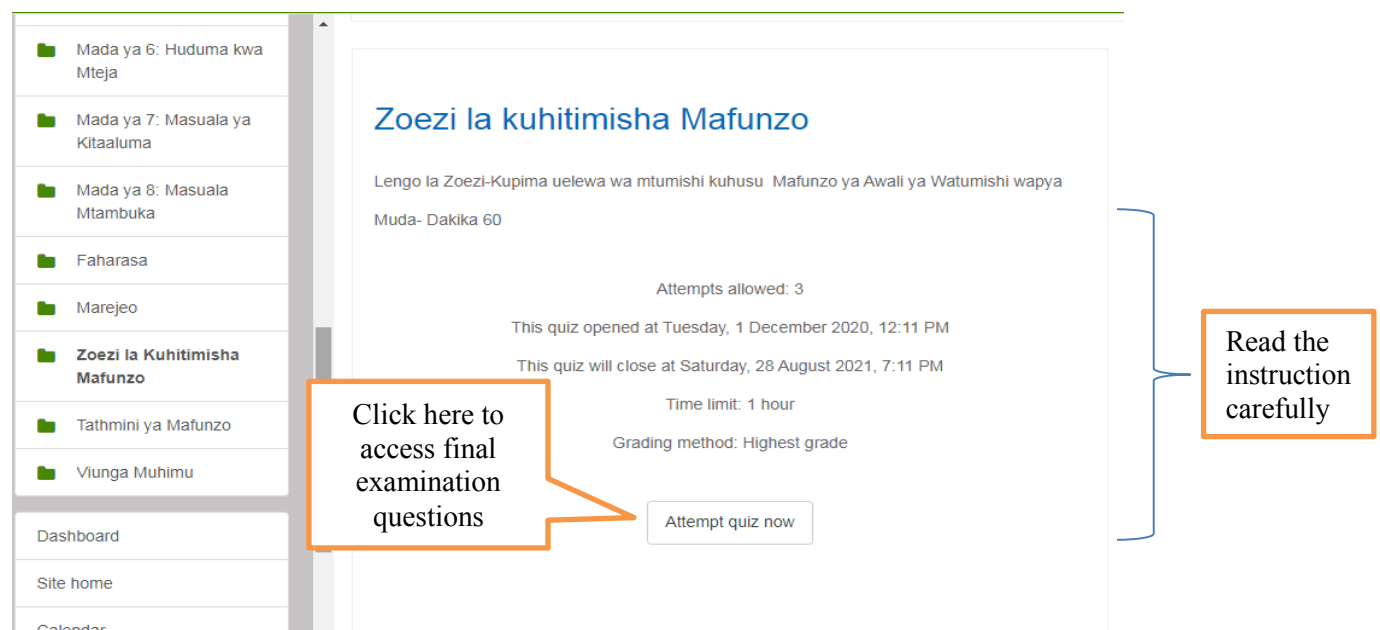 Mada ya 6: Huduma kwa
Mteja
Mada ya 7: Masuala ya
Kitaaluma
Mada ya 8: Masuala
Mtambuka
Faharasa
Marejeo
Zoezi la Kuhitimisha
Mafunzo
Tathmini ya Mafunzo
Viunga Muhimu
Dashboard
Site home
Calendar
Zoezi la kuhitimisha Mafunzo
Lengo la Zoezi-Kupima uelewa wa mtumishi kuhusu Mafunzo ya Awali ya Watumishi wapya
Muda- Dakika 60
Attempts allowed: 3
This quiz opened at Tuesday, 1 December 2020, 12:11 PM
This quiz will close at Saturday, 28 August 2021, 7:11 PM
Time limit: 1 hour
Grading method: Highest grade
Attempt quiz now
Click here to
access final
examination
questions
Read the
instruction
carefully